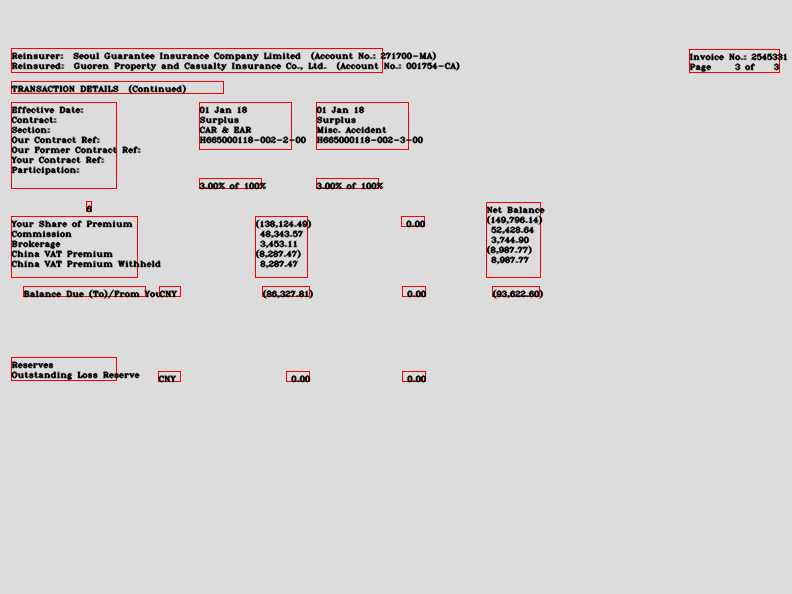 Reinsurer: Seoul Guarantee Insurance Company Limited (Account No.: 271700-MA)
Reinsured: Guoren Property and Casualty Insurance Co., Ltd. (Account No.: 001754-CA)
Invoice No.: 2545331
Page 3 of 3
TRANSACTION DETAILS (Continued)
Effective Date: 01 Jan 18 01 Jan 18
Contract: Surplus Surplus
Section: CAR & EAR Misc. Accident
Our Contract Ref: H665000118-002-2-00 H665000118-002-3-00
Our Former Contract Ref:
Your Contract Ref:
Participation:
3.00% of 100% 3.00% of 100%
Net Balance
Your Share of Premium (138,124.49) 0.00 (149,796.14)
Commission 48,343.57 52,428.64
Brokerage 3,453.11 3,744.90
China VAT Premium (8,287.47) (8,987.77)
China VAT Premium Withheld 8,287.47 8,987.77
Balance Due (To)/From You CNY (86,327.81) 0.00 (93,622.60)
Reserves
Outstanding Loss Reserve CNY 0.00 0.00